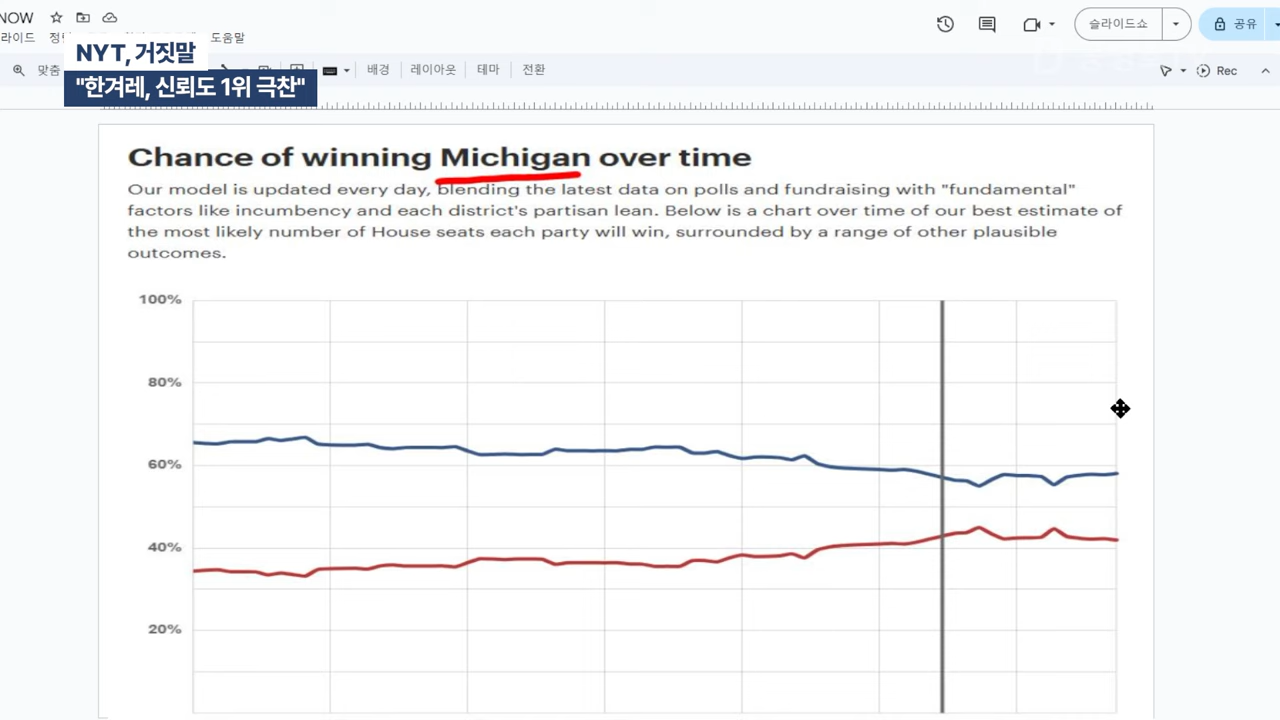 NOW
슬라이드쇼
공유
라이드
도움말
NYT, 거짓말
맞춤
배경
레이아웃
테마
전환
Rec
"한겨레, 신뢰도 1위 극찬"
Chance of winning Michigan over time
Our model is updated every day, blending the latest data on polls and fundraising with "fundamental"
factors like incumbency and each district's partisan lean. Below is a chart over time of our best estimate of
the most likely number of House seats each party will win, surrounded by a range of other plausible
outcomes.
100%
80%
60%
40%
20%